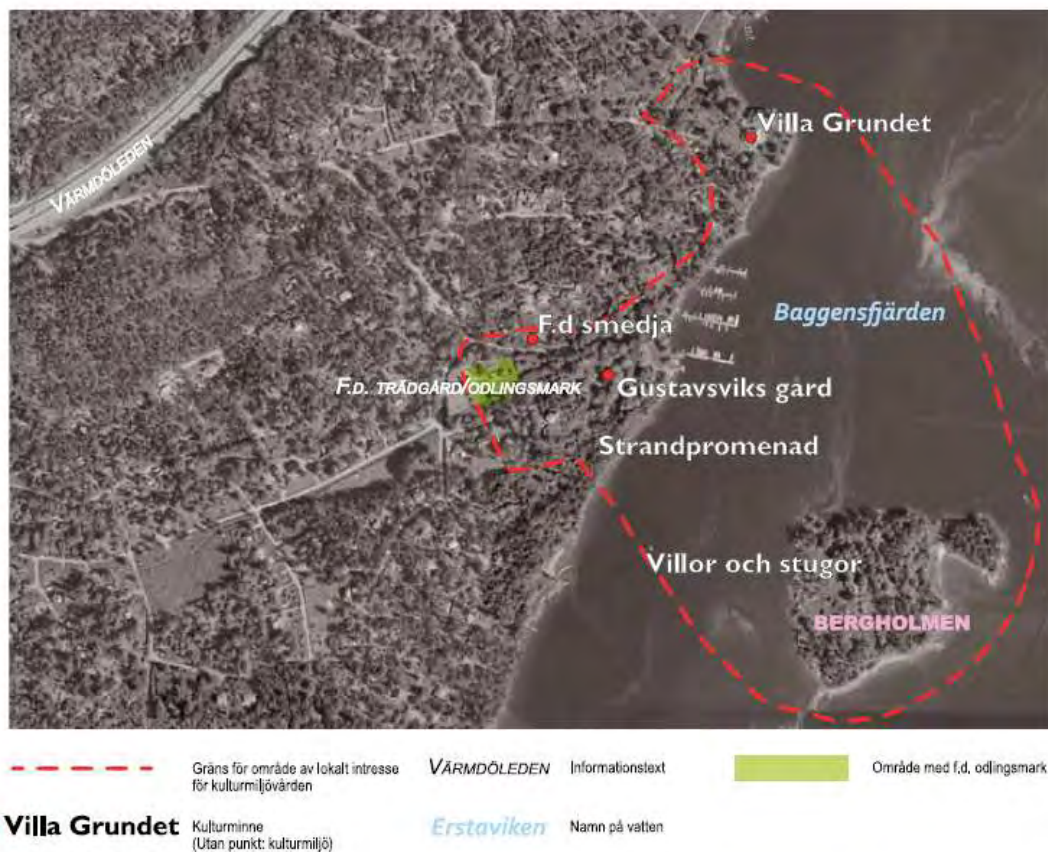 Villa Grundet
VÄRMDÖLEDEN
Baggensfjärden
F.d smedja
F.D. TRÄDGÅRD/ODLINGSMARK
Gustavsviks gård
Strandpromenad
Villor och stugor
BERGHOLMEN
Gräns för område av lokalt intresse
för kulturmiljövården
VÄRMDÖLEDEN Informationstext
Område med f.d. odlingsmark
Villa Grundet Kulturminne
(Utan punkt: kulturmiljö)
Erstaviken Namn på vatten